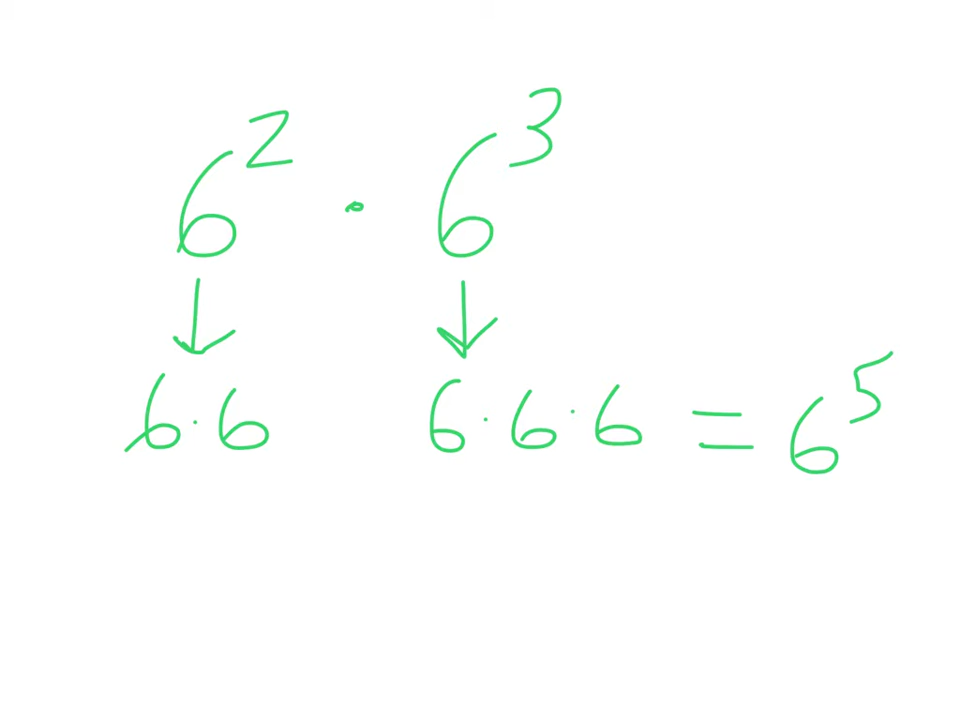 6² · 6³
↓ ↓
6·6 6·6·6 = 6⁵